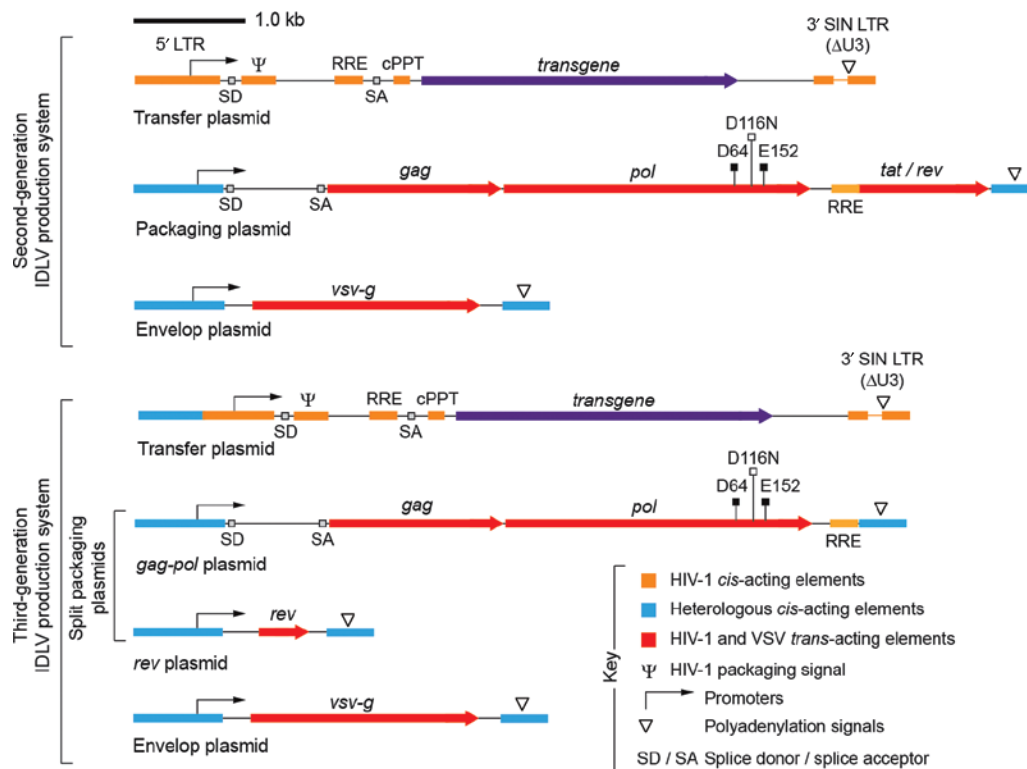 1.0 kb
3′ SIN LTR
(ΔU3)
5′ LTR
Ψ
RRE
cPPT
transgene
SD
SA
Transfer plasmid
D116N
D64
E152
gag
pol
tat / rev
SD
SA
RRE
Packaging plasmid
vsv-g
Envelop plasmid
Second-generation
IDLV production system
3′ SIN LTR
(ΔU3)
Ψ
RRE
cPPT
transgene
SD
SA
Transfer plasmid
D116N
D64
E152
gag
pol
SD
SA
RRE
gag-pol plasmid
rev
rev plasmid
vsv-g
Envelop plasmid
Third-generation
IDLV production system
Split packaging
plasmids
Key
HIV-1 cis-acting elements
Heterologous cis-acting elements
HIV-1 and VSV trans-acting elements
Ψ HIV-1 packaging signal
Promoters
Polyadenylation signals
SD / SA Splice donor / splice acceptor